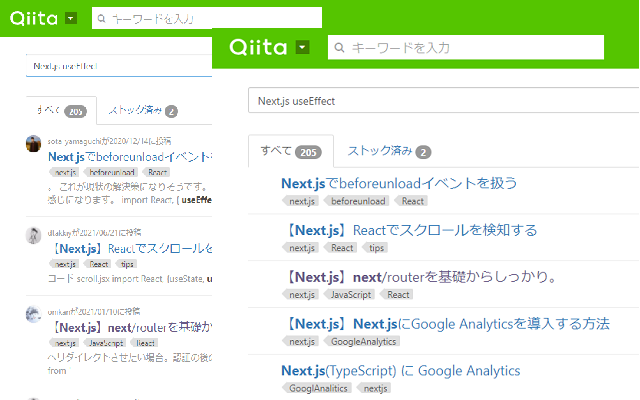 Qiita
キーワードを入力
Next.js useEffect
すべて 205
ストック済み 2
sota-yamaguchiが2020/12/14に投稿
Next.jsでbeforeunloadイベントを
next.js beforeunload React
。 これが現状の解決策になりそうです。
感じになります。 import React, { useEffe
dtakkiyが2021/06/21に投稿
【Next.js】Reactでスクロールを
next.js React tips
コード scroll.jsx import React, {useState, u
が2021/01/10に投稿
【Next.js】next/routerを基礎か
next.js JavaScript React
へリダイレクトさせたい場合。認証の後の
from
Qiita
キーワードを入力
Next.js useEffect
すべて 205
ストック済み 2
Next.jsでbeforeunloadイベントを扱う
next.js beforeunload React
【Next.js】Reactでスクロールを検知する
next.js React tips
【Next.js】next/routerを基礎からしっかり。
next.js JavaScript React
【Next.js】Next.jsにGoogle Analyticsを導入する方法
next.js GoogleAnalytics
Next.js(TypeScript) に Google Analytics
GooglAnalitics nextjs